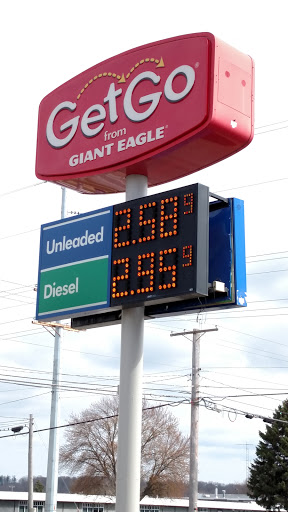 GetGo
from
GIANT EAGLE
Unleaded 2.58 9
Diesel 2.95 9